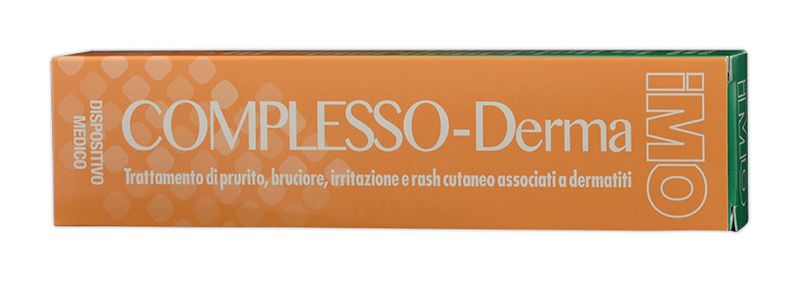 DISPOSITIVO
MEDICO
COMPLESSO-Derma
Trattamento di prurito, bruciore, irritazione e rash cutaneo associati a dermatiti
iMO